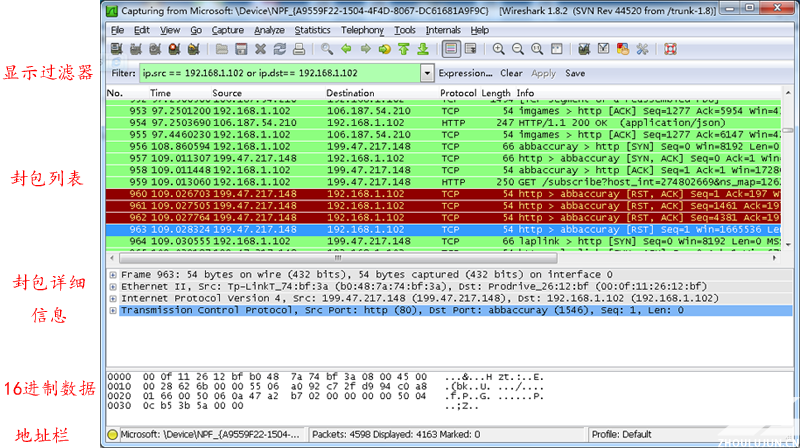 Capturing from Microsoft: \Device\NPF_{A9559F22-1504-4F4D-8067-DC61681A9F9C} [Wireshark 1.8.2 (SVN Rev 44520 from /trunk-1.8)]
File Edit View Go Capture Analyze Statistics Telephony Tools Internals Help
显示过滤器
Filter: ip.src == 192.168.1.102 or ip.dst== 192.168.1.102 Expression... Clear Apply Save
No. Time Source Destination Protocol Length Info
953 97.2501200 192.168.1.102 106.187.54.210 TCP 54 imgames > http [ACK] Seq=1277 Ack=5954 Win=4
954 97.2503690 106.187.54.210 192.168.1.102 HTTP 247 HTTP/1.1 200 OK (application/json)
955 97.4460230 192.168.1.102 106.187.54.210 TCP 54 imgames > http [ACK] Seq=1277 Ack=6147 Win=4
956 108.860594 192.168.1.102 199.47.217.148 TCP 66 abbaccuray > http [SYN] Seq=0 Win=8192 Len=0
957 109.011307 199.47.217.148 192.168.1.102 TCP 66 http > abbaccuray [SYN, ACK] Seq=0 Ack=1 Win
958 109.011448 192.168.1.102 199.47.217.148 TCP 54 abbaccuray > http [ACK] Seq=1 Ack=1 Win=1728
封包列表
959 109.013060 192.168.1.102 199.47.217.148 HTTP 250 GET /subscribe?host_int=274802669&ns_map=126
960 109.026703 199.47.217.148 192.168.1.102 TCP 54 http > abbaccuray [RST, ACK] Seq=1 Ack=197 W
961 109.027505 199.47.217.148 192.168.1.102 TCP 54 http > abbaccuray [RST, ACK] Seq=1461 Ack=19
962 109.027764 199.47.217.148 192.168.1.102 TCP 54 http > abbaccuray [RST, ACK] Seq=4381 Ack=19
963 109.028324 199.47.217.148 192.168.1.102 TCP 54 http > abbaccuray [RST] Seq=1 Win=1665536 L
964 109.030555 192.168.1.102 199.47.217.148 TCP 66 laplink > http [SYN] Seq=0 Win=8192 Len=0 MS
封包详细
信息
Frame 963: 54 bytes on wire (432 bits), 54 bytes captured (432 bits) on interface 0
Ethernet II, Src: Tp-LinkT_74:bf:3a (b0:48:7a:74:bf:3a), Dst: Prodrive_26:12:bf (00:0f:11:26:12:bf)
Internet Protocol Version 4, Src: 199.47.217.148 (199.47.217.148), Dst: 192.168.1.102 (192.168.1.102)
Transmission Control Protocol, Src Port: http (80), Dst Port: abbaccuray (1546), Seq: 1, Len: 0
16进制数据
0000 00 0f 11 26 12 bf b0 48 7a 74 bf 3a 08 00 45 00 ...&...H zt.:..E.
0010 00 28 62 6b 00 00 55 06 a0 92 c7 2f d9 94 c0 a8 .(bk..U. .../....
0020 01 66 00 50 06 0a 47 a2 b7 02 00 00 00 00 50 04 .f.P..G. ......P.
0030 0c b5 3b 5a 00 00 ..;Z..
地址栏
Microsoft: \Device\NPF_{A9559F22-1504-4... Packets: 4598 Displayed: 4163 Marked: 0 Profile: Default